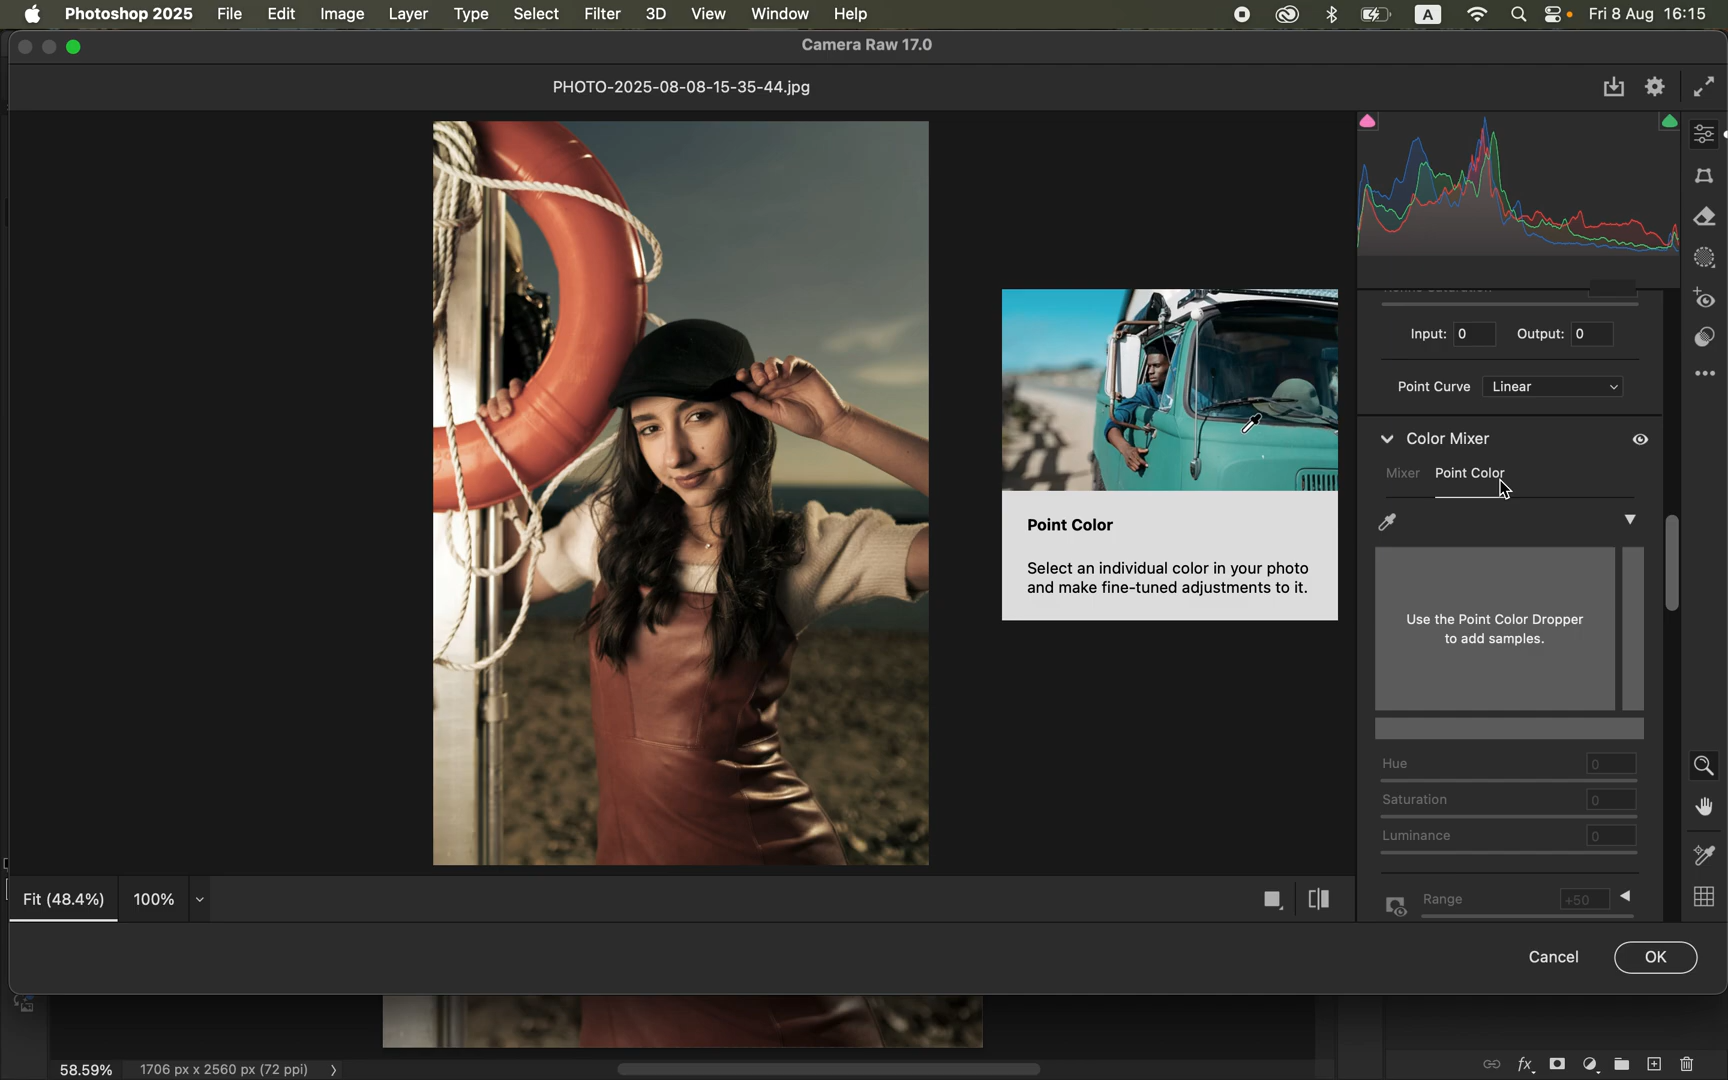 Photoshop 2025 File Edit Image Layer Type Select Filter 3D View Window Help A Fri 8 Aug 16:15
Camera Raw 17.0
PHOTO-2025-08-08-15-35-44.jpg
Input: 0 Output: 0
Point Curve Linear
Color Mixer
Mixer Point Color
Point Color
Select an individual color in your photo
and make fine-tuned adjustments to it.
Use the Point Color Dropper
to add samples.
Hue 0
Saturation 0
Luminance 0
Range +50
Fit (48.4%) 100%
Cancel OK
58.59% 1706 px x 2560 px (72 ppi)
fx